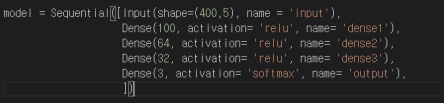 model = Sequential([Input(shape=(400,5), name = 'input'),
Dense(100, activation= 'relu', name= 'dense1'),
Dense(64, activation= 'relu', name= 'dense2'),
Dense(32, activation= 'relu', name= 'dense3'),
Dense(3, activation= 'softmax', name= 'output'),
])